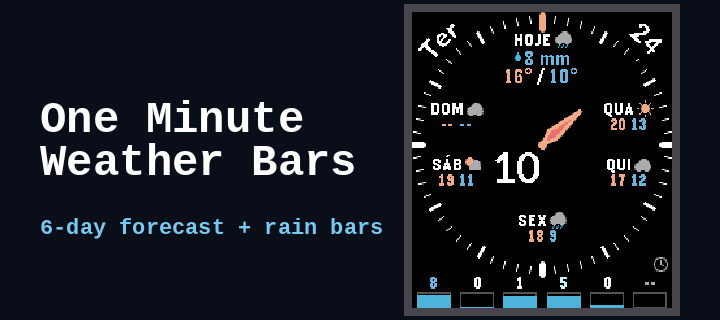 One Minute
Weather Bars
6-day forecast + rain bars
Ter
24
HOJE
8 mm
16°/10°
DOM
-- --
QUA
20 13
SÁB
19 11
10
QUI
17 12
SEX
18 9
8 0 1 5 0 --